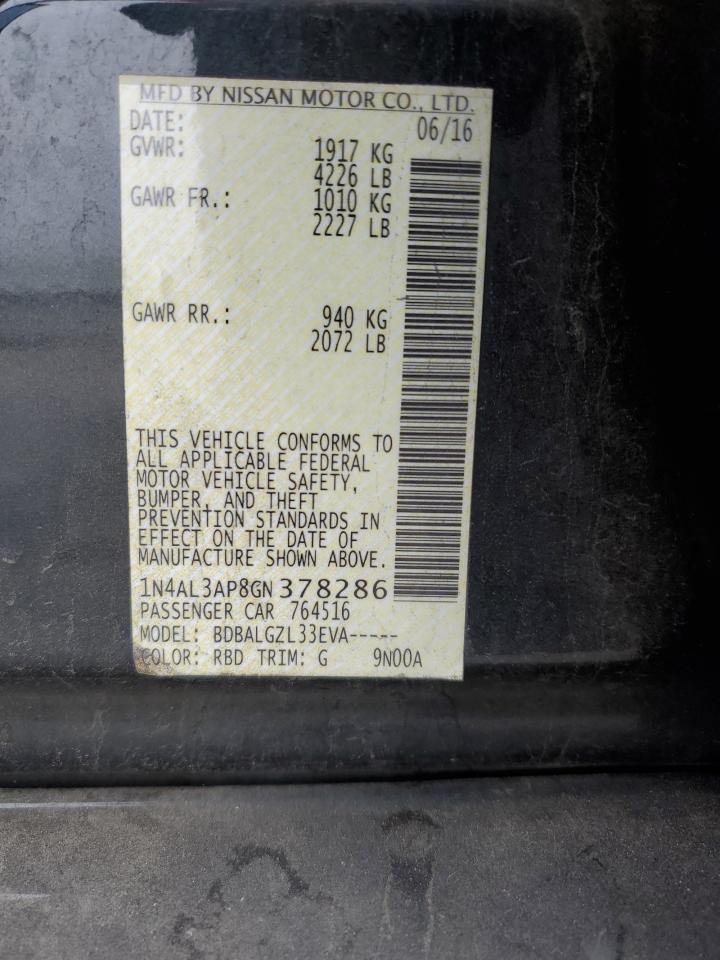 MFD BY NISSAN MOTOR CO., LTD.
DATE: 06/16
GVWR: 1917 KG
4226 LB
GAWR FR.: 1010 KG
2227 LB
GAWR RR.: 940 KG
2072 LB
THIS VEHICLE CONFORMS TO
ALL APPLICABLE FEDERAL
MOTOR VEHICLE SAFETY,
BUMPER, AND THEFT
PREVENTION STANDARDS IN
EFFECT ON THE DATE OF
MANUFACTURE SHOWN ABOVE.
1N4AL3AP8GN378286
PASSENGER CAR 764516
MODEL: BDBALGZL33EVA-----
COLOR: RBD TRIM: G 9N00A